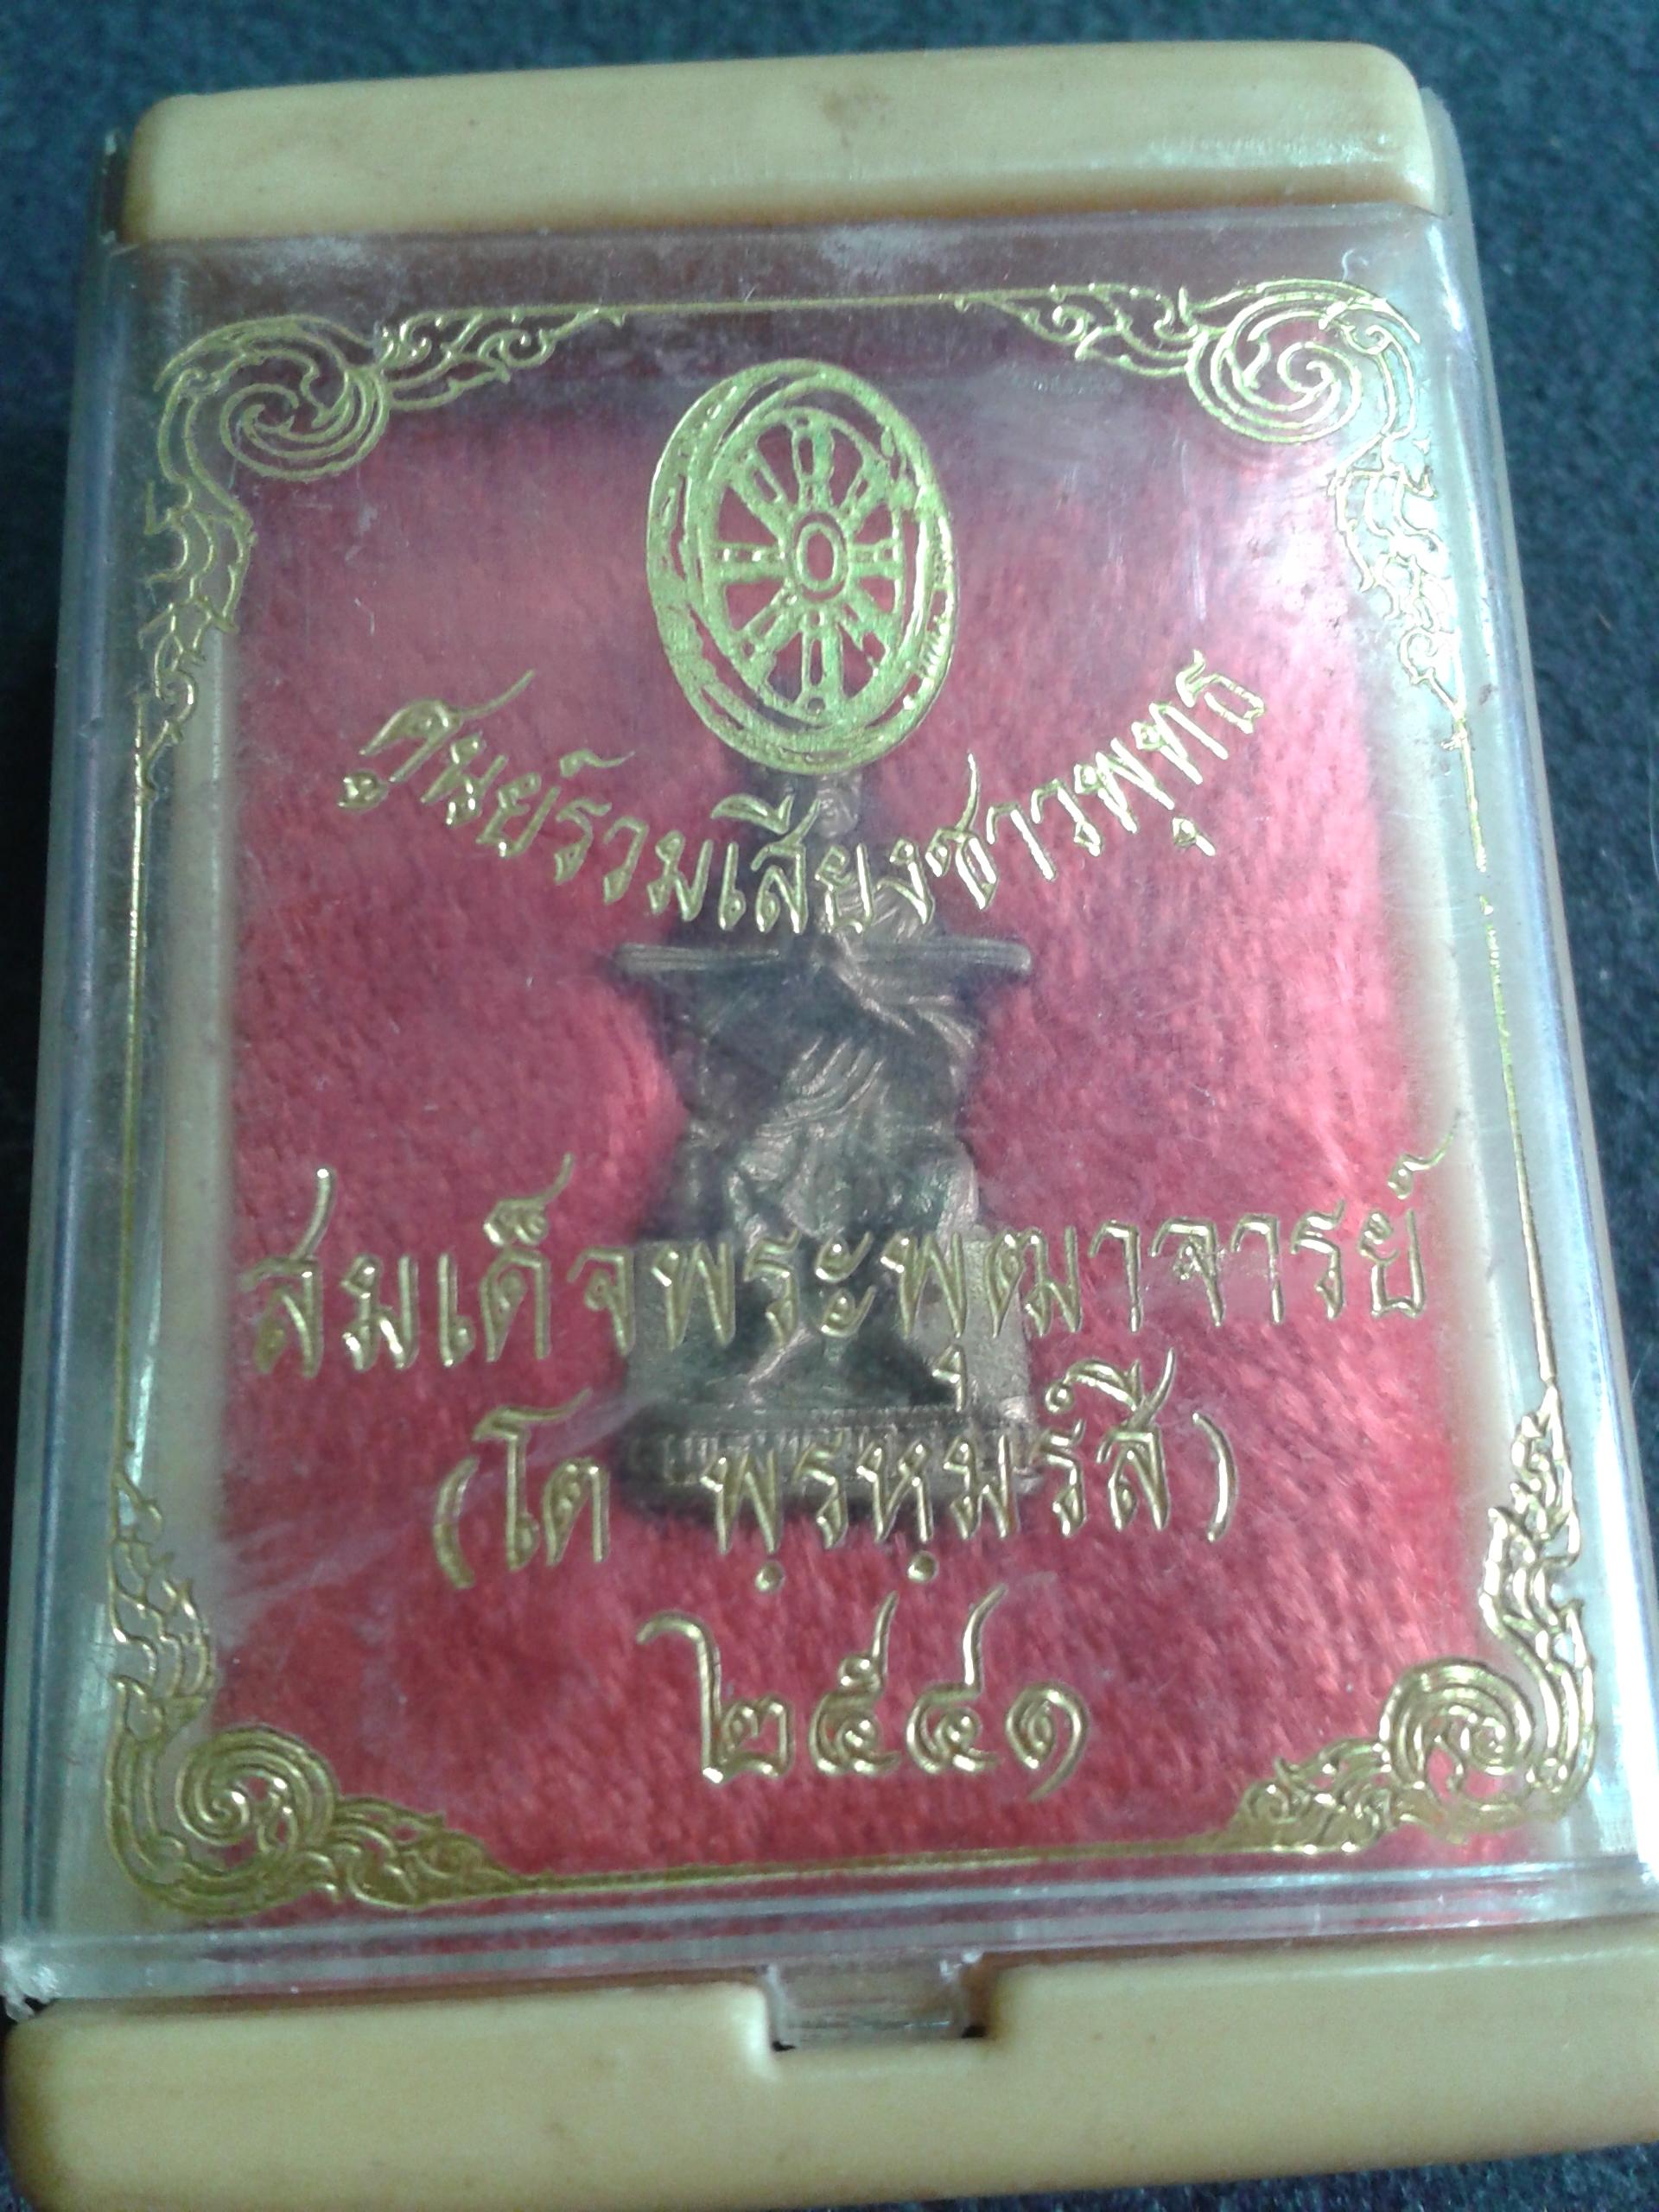 ศูนย์รวมเสียงชาวพุทธ
สมเด็จพระพุฒาจารย์
(โต พฺรหฺมรํสี)
๒๕๔๑